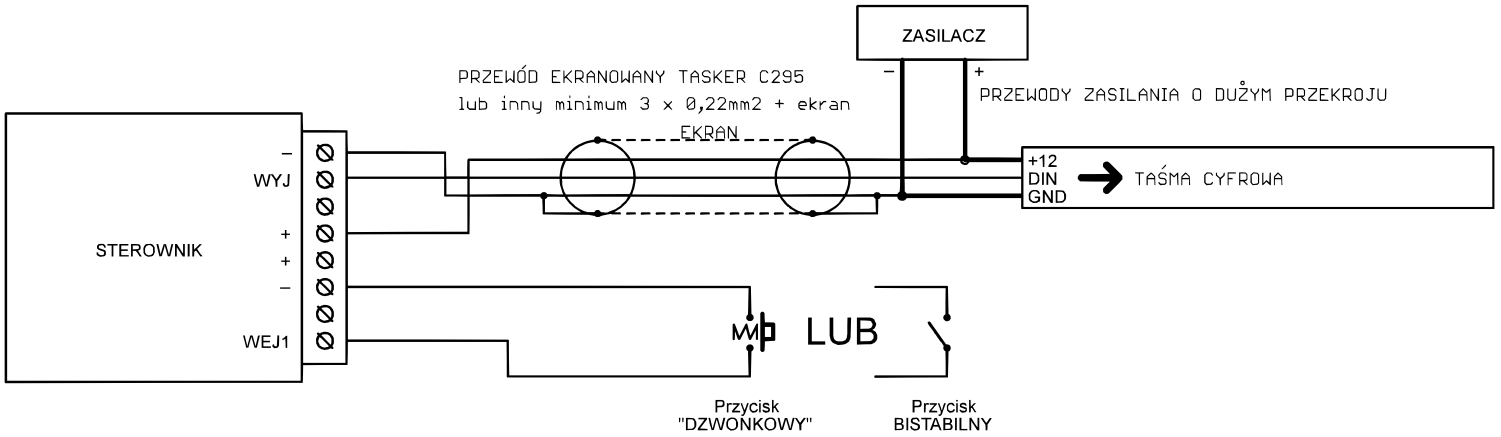 ZASILACZ
– +
PRZEWÓD EKRANOWANY TASKER C295
lub inny minimum 3 x 0,22mm2 + ekran
EKRAN
PRZEWODY ZASILANIA O DUŻYM PRZEKROJU
–
WYJ
+
+
–
WEJ1
STEROWNIK
+12
DIN
GND
TAŚMA CYFROWA
LUB
Przycisk
"DZWONKOWY"
Przycisk
BISTABILNY